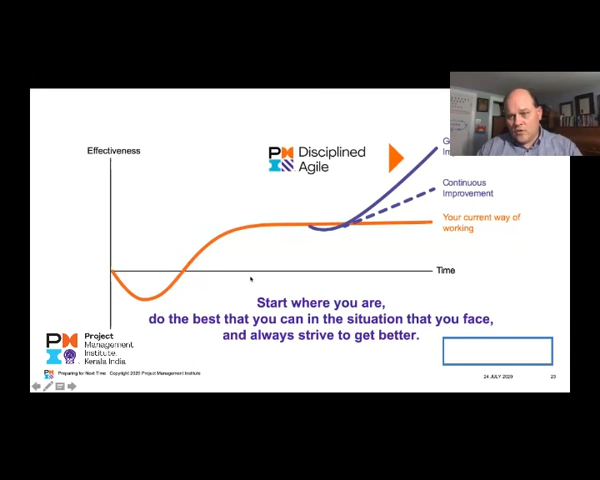 Effectiveness
PM
Disciplined
Agile
Continuous
Improvement
Your current way of
working
Time
Start where you are,
do the best that you can in the situation that you face,
and always strive to get better.
Project
Management
Institute.
Kerala India
Preparing for Next Time Copyright 2020 Project Management Institute
24 JULY 2020
23